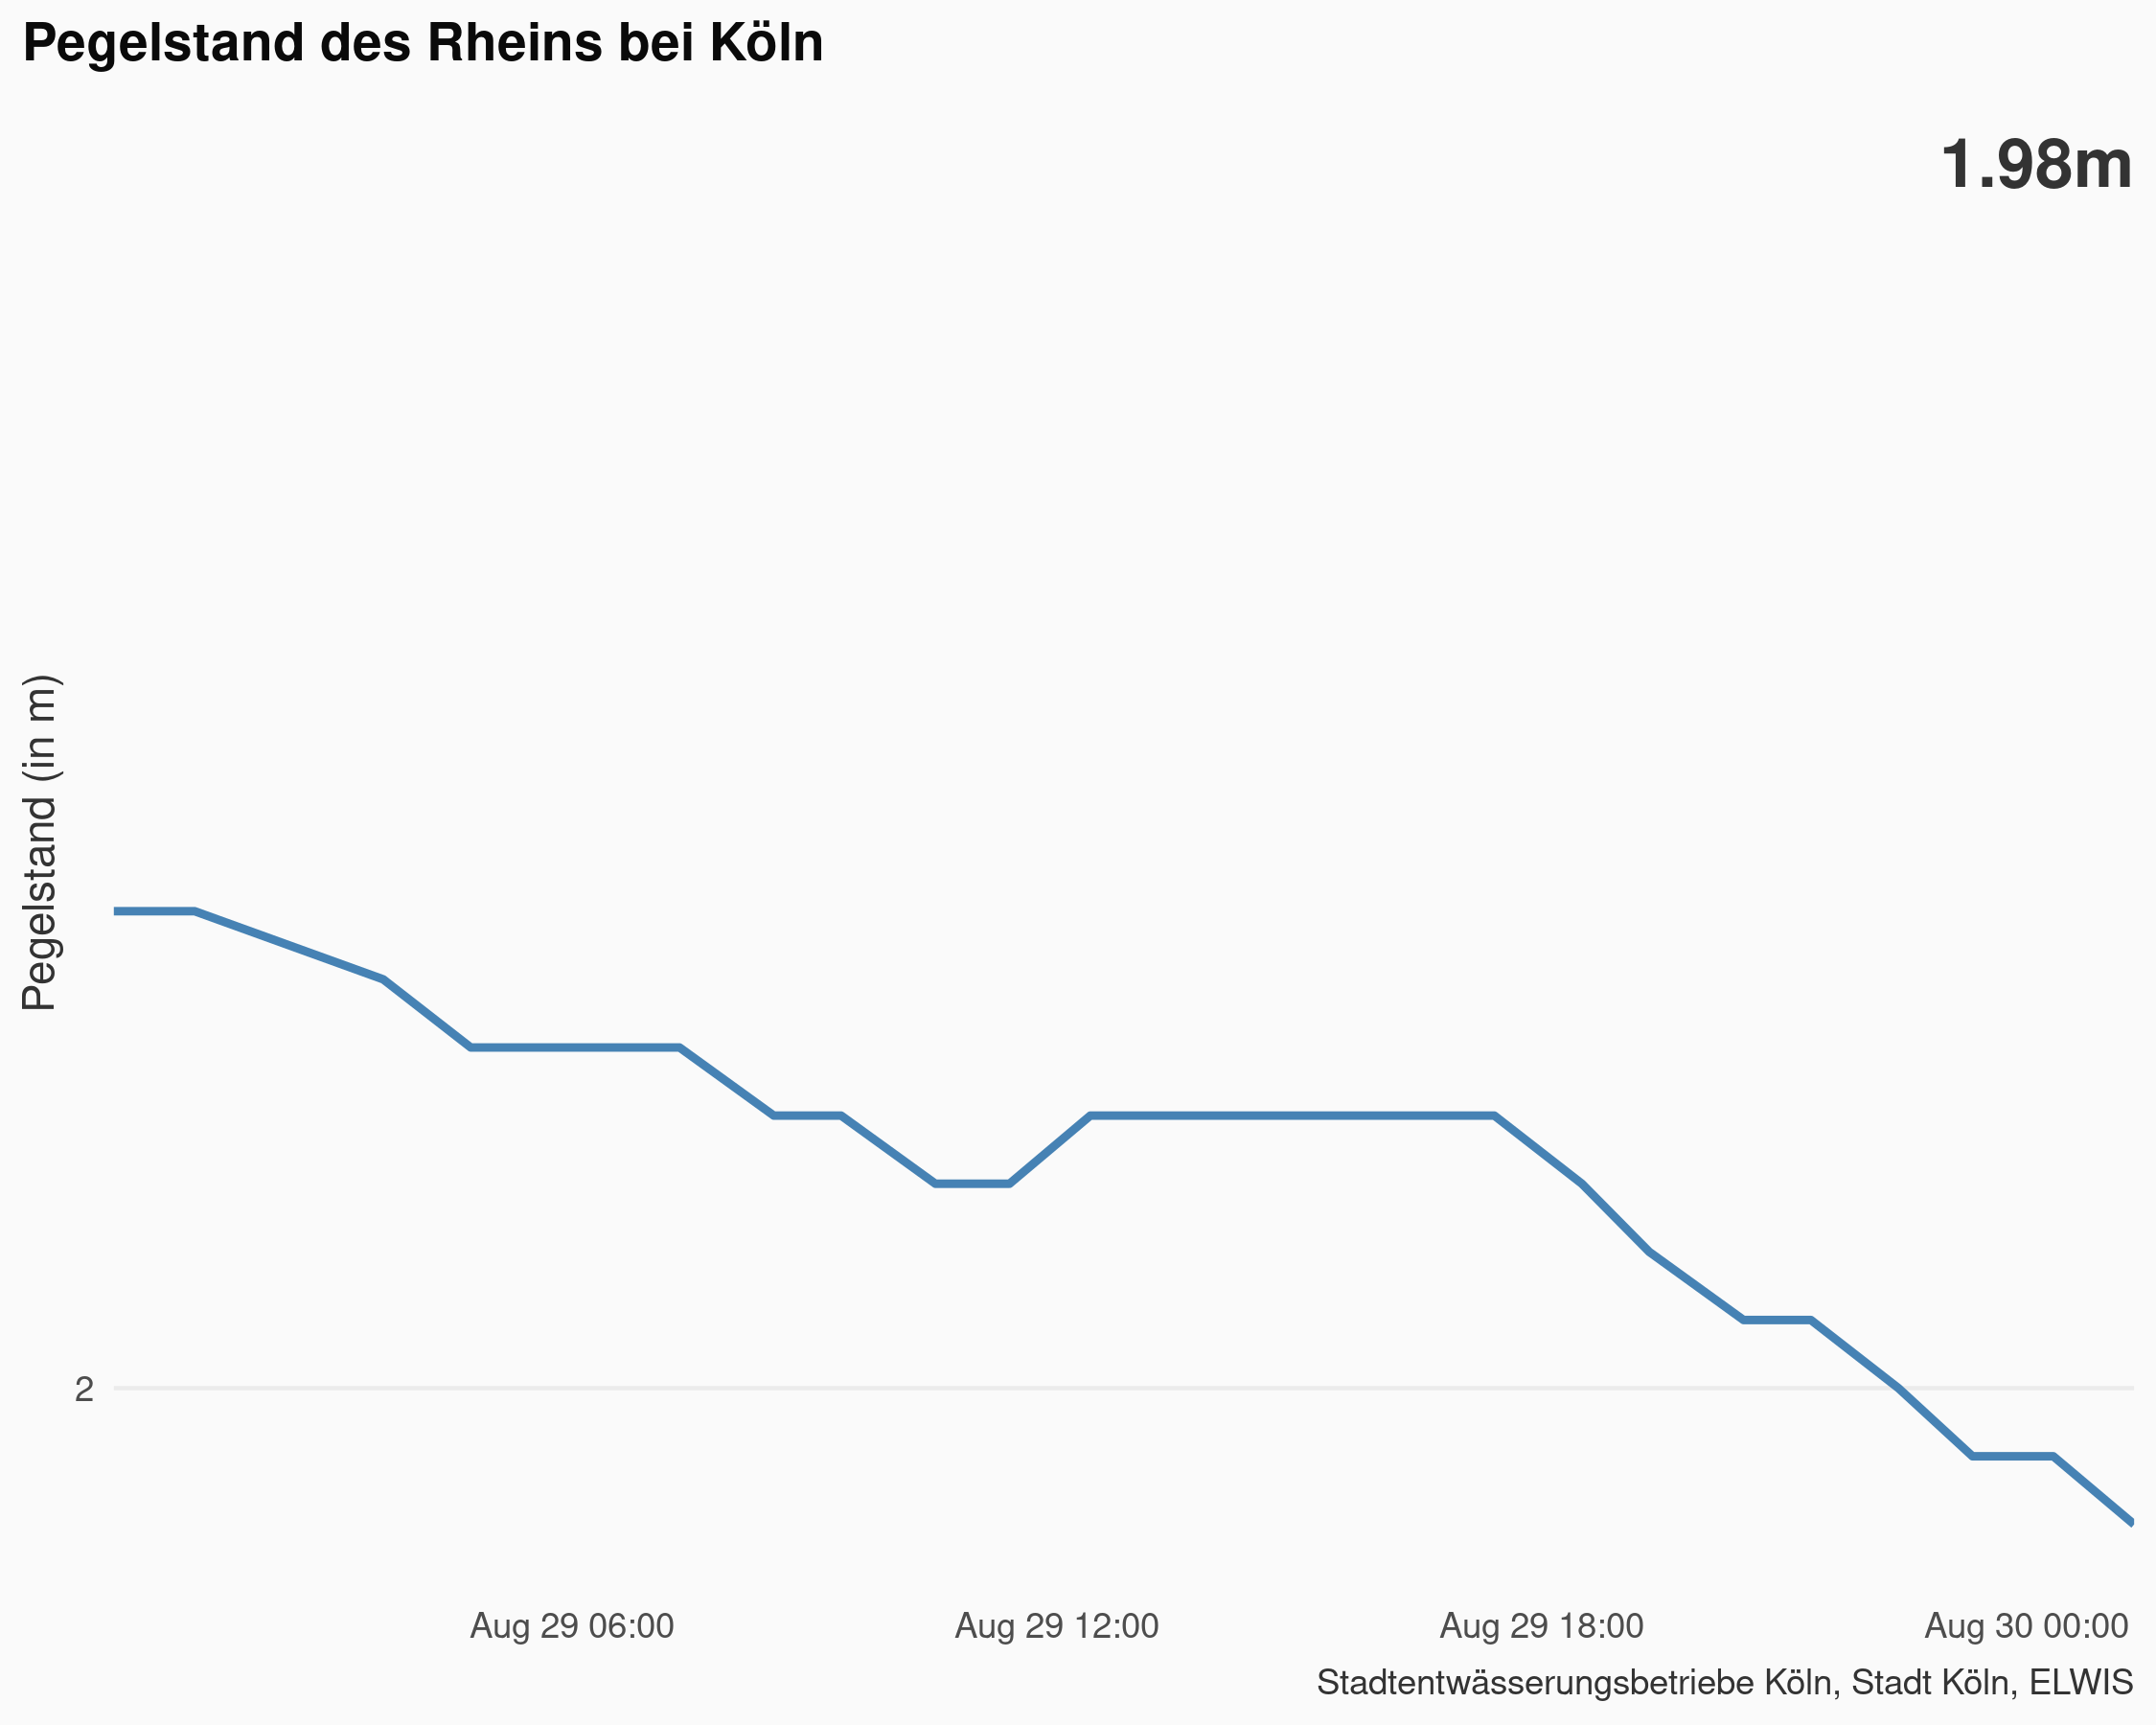 Pegelstand des Rheins bei Köln
1.98m
Pegelstand (in m)
2
Aug 29 06:00
Aug 29 12:00
Aug 29 18:00
Aug 30 00:00
Stadtentwässerungsbetriebe Köln, Stadt Köln, ELWIS